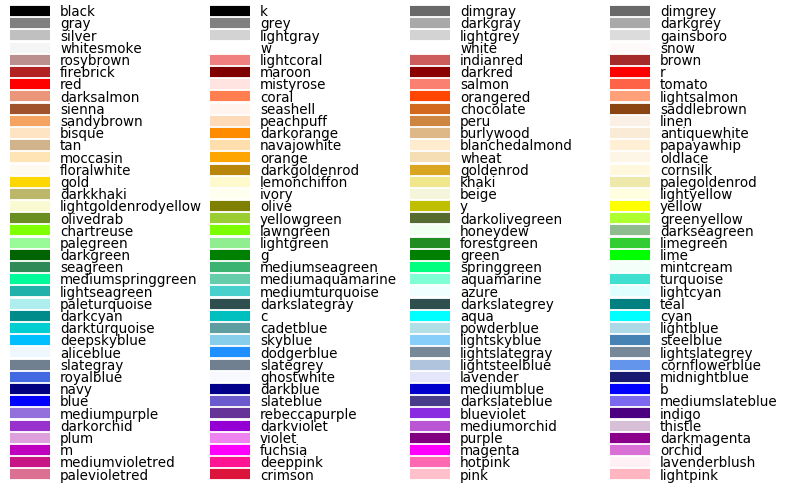 black k dimgray dimgrey
gray grey darkgray darkgrey
silver lightgray lightgrey gainsboro
whitesmoke w white snow
rosybrown lightcoral indianred brown
firebrick maroon darkred r
red mistyrose salmon tomato
darksalmon coral orangered lightsalmon
sienna seashell chocolate saddlebrown
sandybrown peachpuff peru linen
bisque darkorange burlywood antiquewhite
tan navajowhite blanchedalmond papayawhip
moccasin orange wheat oldlace
floralwhite darkgoldenrod goldenrod cornsilk
gold lemonchiffon khaki palegoldenrod
darkkhaki ivory beige lightyellow
lightgoldenrodyellow olive y yellow
olivedrab yellowgreen darkolivegreen greenyellow
chartreuse lawngreen honeydew darkseagreen
palegreen lightgreen forestgreen limegreen
darkgreen g green lime
seagreen mediumseagreen springgreen mintcream
mediumspringgreen mediumaquamarine aquamarine turquoise
lightseagreen mediumturquoise azure lightcyan
paleturquoise darkslategray darkslategrey teal
darkcyan c aqua cyan
darkturquoise cadetblue powderblue lightblue
deepskyblue skyblue lightskyblue steelblue
aliceblue dodgerblue lightslategray lightslategrey
slategray slategrey lightsteelblue cornflowerblue
royalblue ghostwhite lavender midnightblue
navy darkblue mediumblue b
blue slateblue darkslateblue mediumslateblue
mediumpurple rebeccapurple blueviolet indigo
darkorchid darkviolet mediumorchid thistle
plum violet purple darkmagenta
m fuchsia magenta orchid
mediumvioletred deeppink hotpink lavenderblush
palevioletred crimson pink lightpink